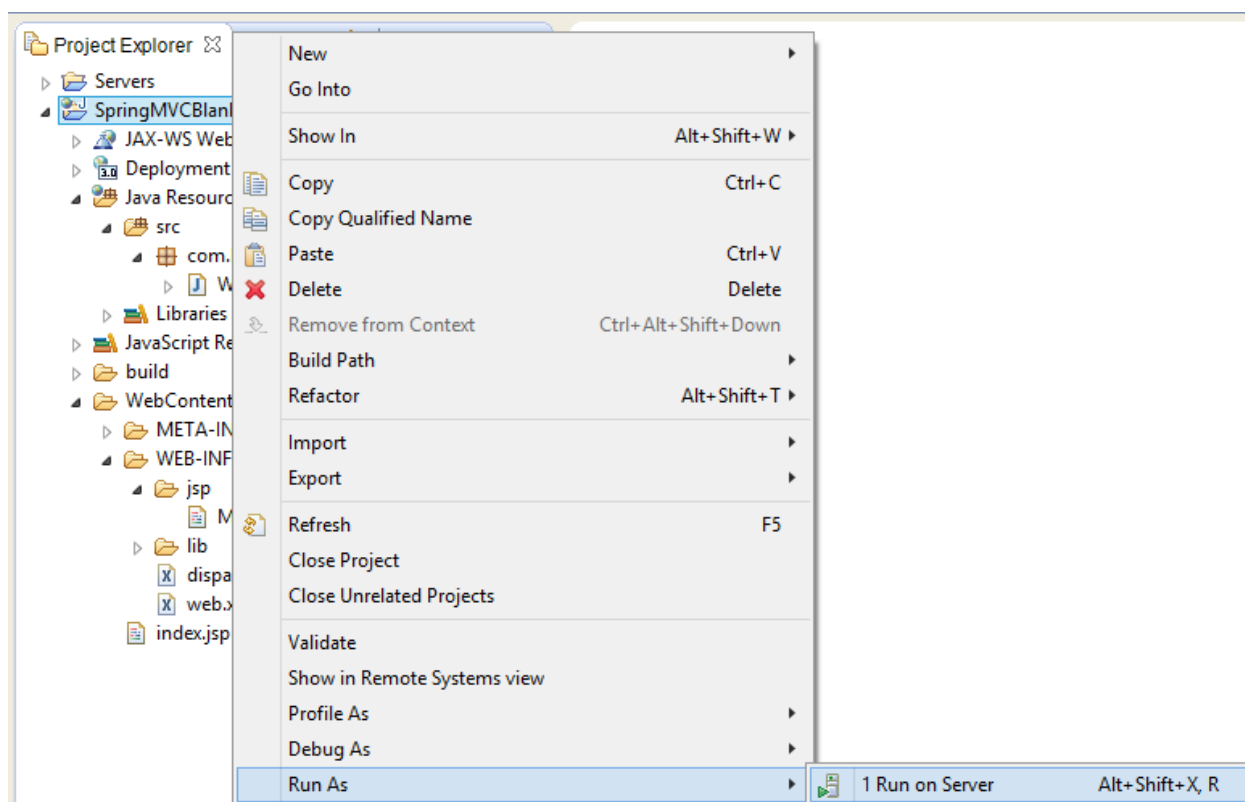 Project Explorer
Servers
SpringMVCBlan
JAX-WS Web
3.0 Deployment
Java Resourc
src
com.
J W
Libraries
JavaScript Re
build
WebContent
META-IN
WEB-INF
jsp
M
lib
X dispa
X web.x
index.jsp
New
Go Into
Show In Alt+Shift+W
Copy Ctrl+C
Copy Qualified Name
Paste Ctrl+V
Delete Delete
Remove from Context Ctrl+Alt+Shift+Down
Build Path
Refactor Alt+Shift+T
Import
Export
Refresh F5
Close Project
Close Unrelated Projects
Validate
Show in Remote Systems view
Profile As
Debug As
Run As
1 Run on Server Alt+Shift+X, R